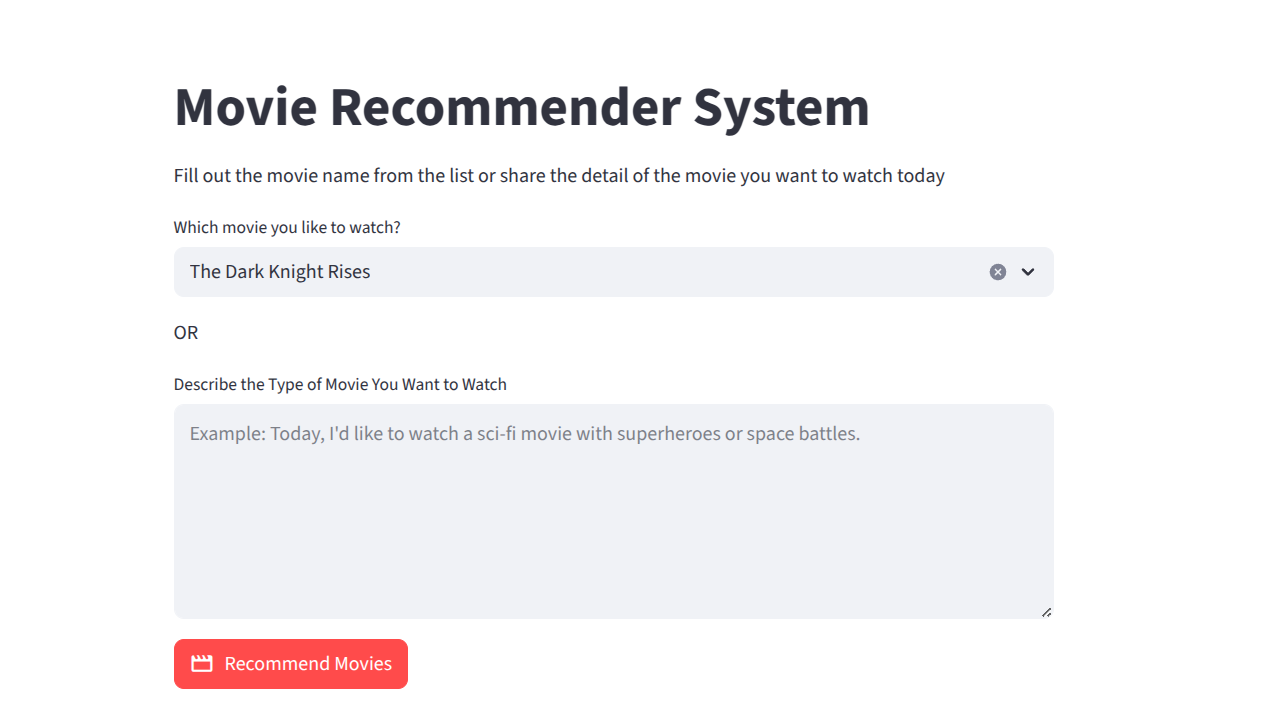 Movie Recommender System
Fill out the movie name from the list or share the detail of the movie you want to watch today
Which movie you like to watch?
The Dark Knight Rises
OR
Describe the Type of Movie You Want to Watch
Example: Today, I'd like to watch a sci-fi movie with superheroes or space battles.
Recommend Movies